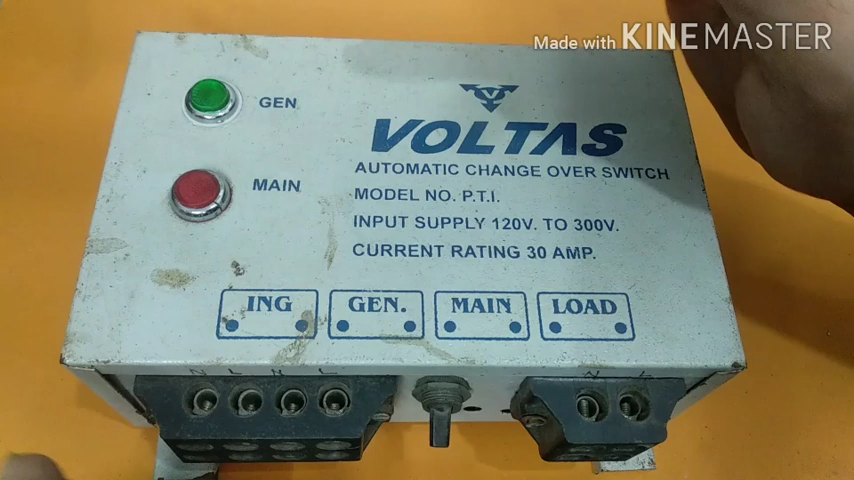 Made with KINEMASTER
GEN
MAIN
V
VOLTAS
AUTOMATIC CHANGE OVER SWITCH
MODEL NO. P.T.I.
INPUT SUPPLY 120V. TO 300V.
CURRENT RATING 30 AMP.
ING GEN. MAIN LOAD
N L N L N L